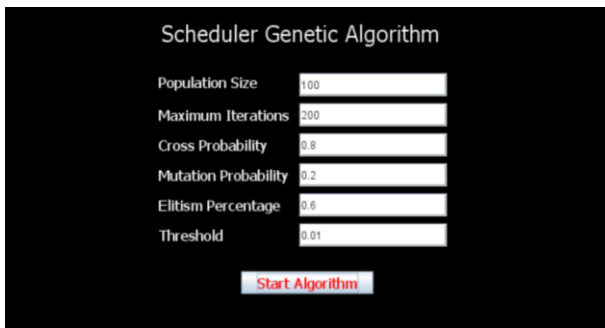 Scheduler Genetic Algorithm
Population Size 100
Maximum Iterations 200
Cross Probability 0.8
Mutation Probability 0.2
Elitism Percentage 0.6
Threshold 0.01
Start Algorithm